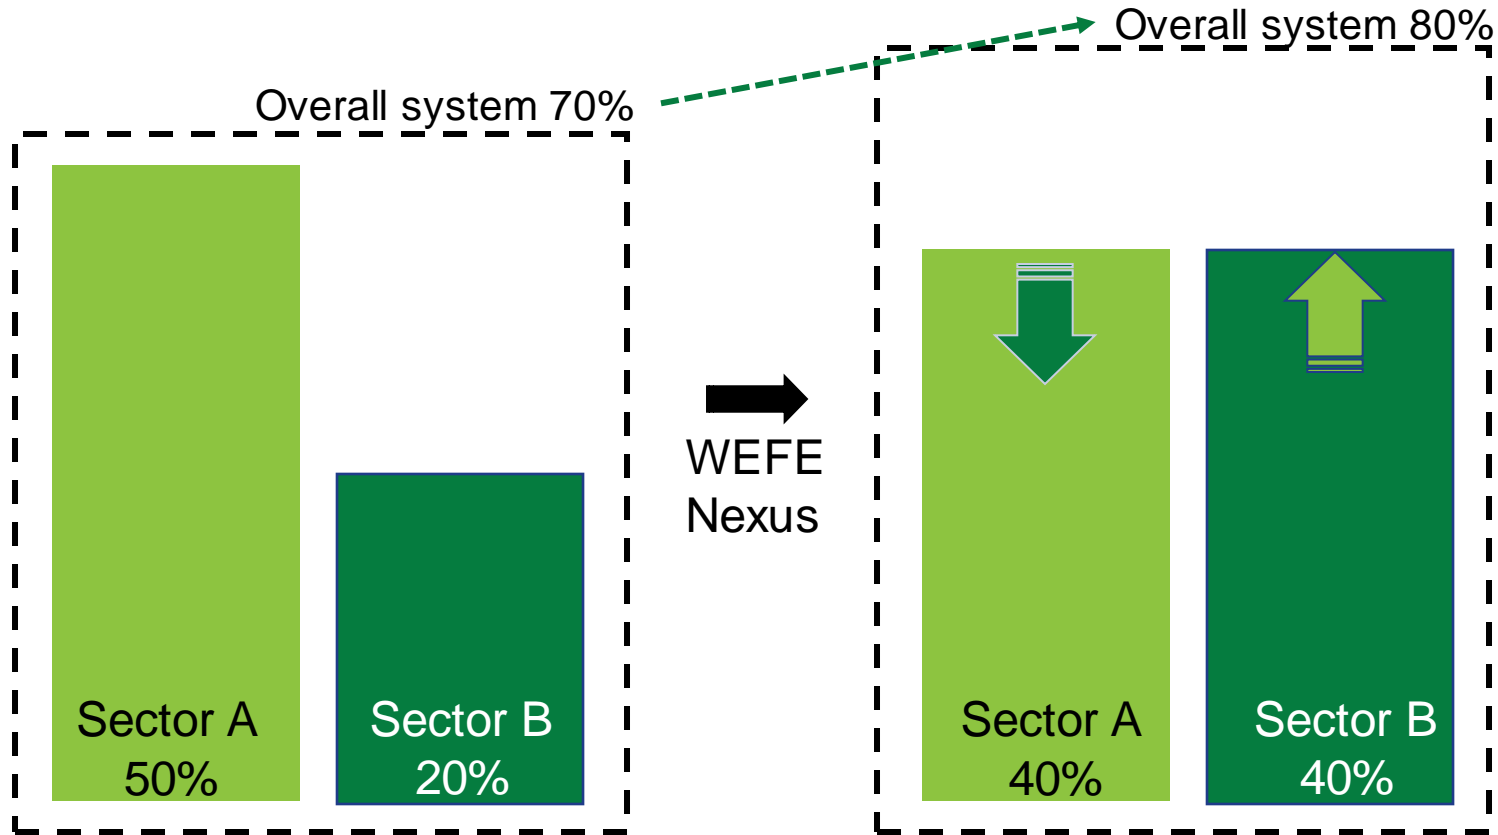 Overall system 80%
Overall system 70%
WEFE
Nexus
Sector A
50%
Sector B
20%
Sector A
40%
Sector B
40%